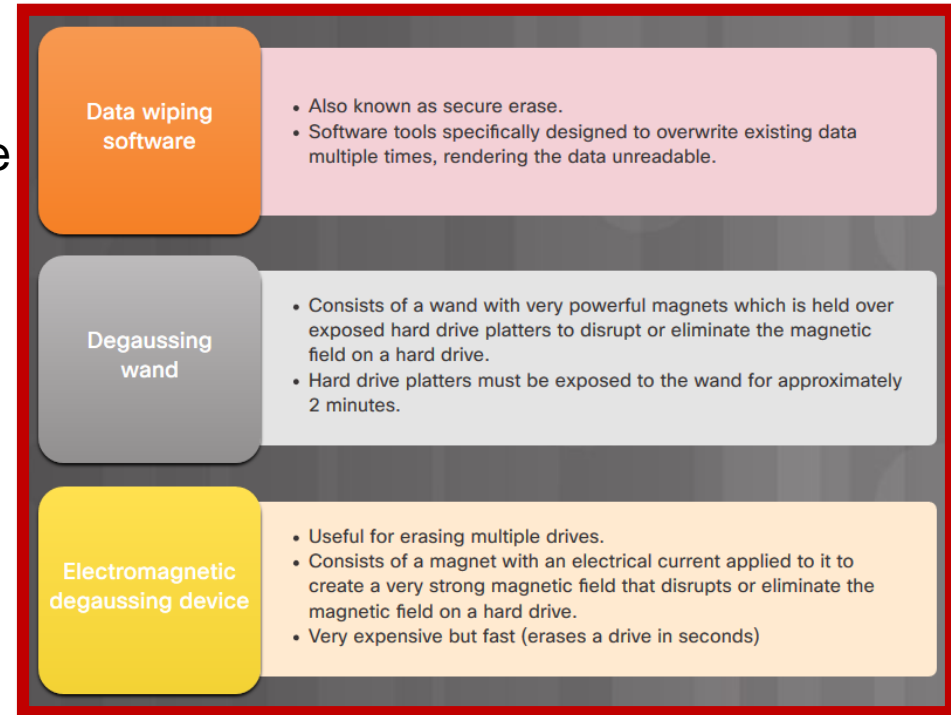 e
Data wiping
software
• Also known as secure erase.
• Software tools specifically designed to overwrite existing data
multiple times, rendering the data unreadable.
Degaussing
wand
• Consists of a wand with very powerful magnets which is held over
exposed hard drive platters to disrupt or eliminate the magnetic
field on a hard drive.
• Hard drive platters must be exposed to the wand for approximately
2 minutes.
Electromagnetic
degaussing device
• Useful for erasing multiple drives.
• Consists of a magnet with an electrical current applied to it to
create a very strong magnetic field that disrupts or eliminate the
magnetic field on a hard drive.
• Very expensive but fast (erases a drive in seconds)